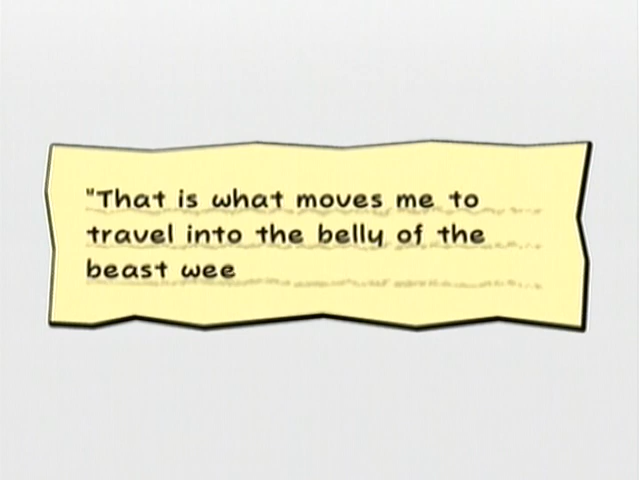 "That is what moves me to
travel into the belly of the
beast wee